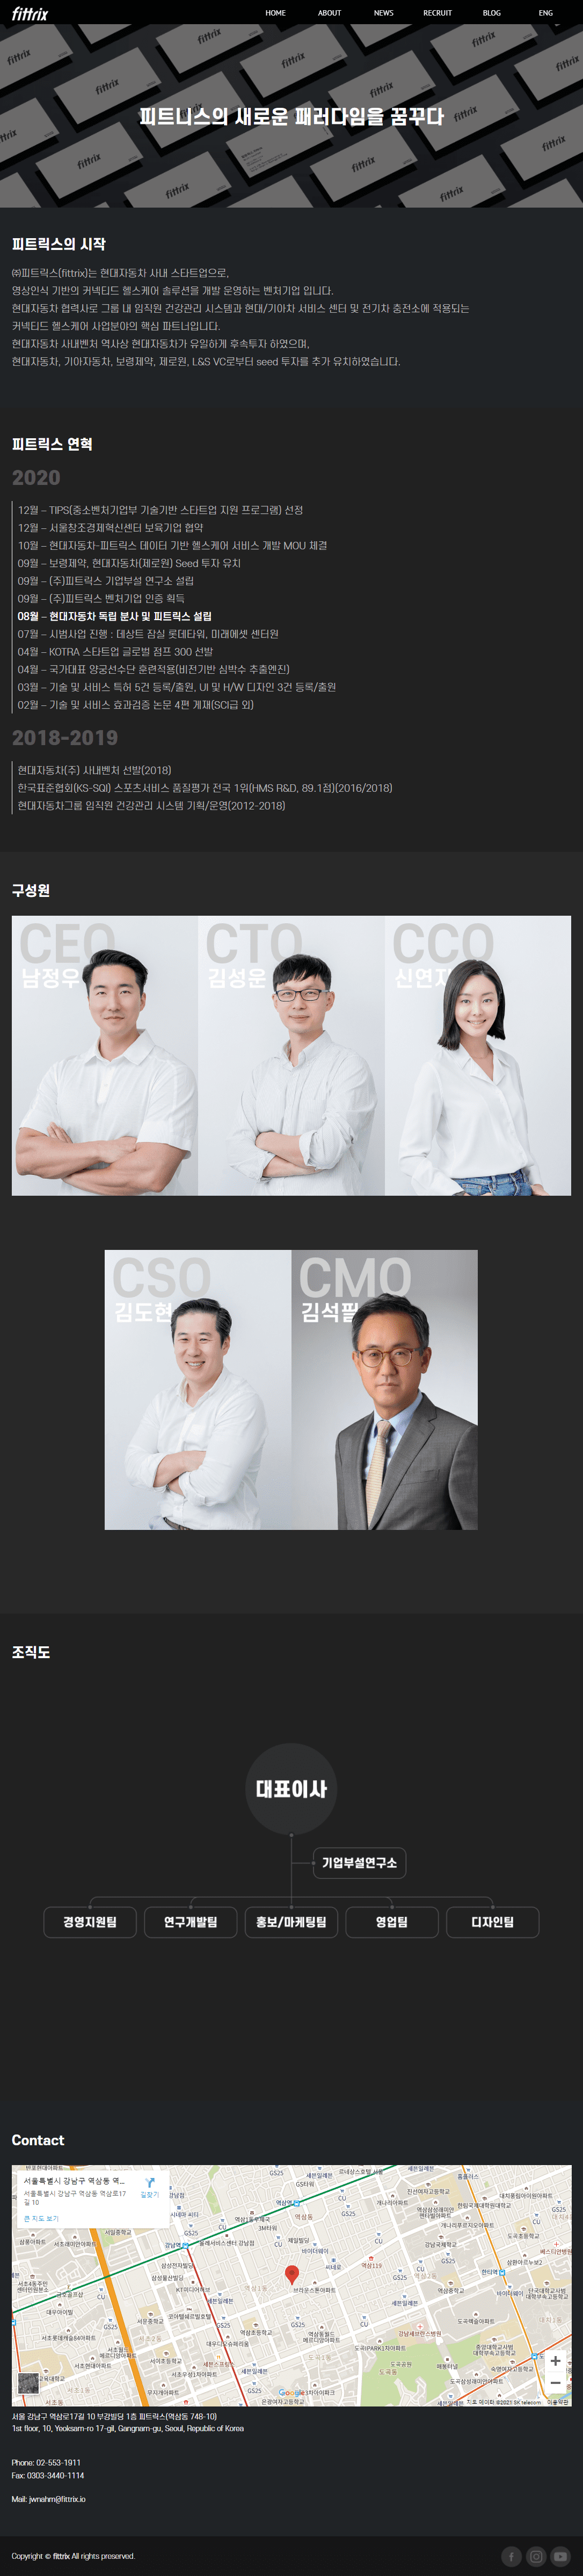 fittrix
HOME ABOUT NEWS RECRUIT BLOG ENG
피트니스의 새로운 패러다임을 꿈꾸다
피트릭스의 시작
㈜피트릭스(fittrix)는 현대자동차 사내 스타트업으로,
영상인식 기반의 커넥티드 헬스케어 솔루션을 개발 운영하는 벤처기업 입니다.
현대자동차 협력사로 그룹 내 임직원 건강관리 시스템과 현대/기아차 서비스 센터 및 전기차 충전소에 적용되는
커넥티드 헬스케어 사업분야의 핵심 파트너입니다.
현대자동차 사내벤처 역사상 현대자동차가 유일하게 후속투자 하였으며,
현대자동차, 기아자동차, 보령제약, 제로원, L&S VC로부터 seed 투자를 추가 유치하였습니다.
피트릭스 연혁
2020
12월 – TIPS(중소벤처기업부 기술기반 스타트업 지원 프로그램) 선정
12월 – 서울창조경제혁신센터 보육기업 협약
10월 – 현대자동차-피트릭스 데이터 기반 헬스케어 서비스 개발 MOU 체결
09월 – 보령제약, 현대자동차(제로원) Seed 투자 유치
09월 – (주)피트릭스 기업부설 연구소 설립
09월 – (주)피트릭스 벤처기업 인증 획득
08월 – 현대자동차 독립 분사 및 피트릭스 설립
07월 – 시범사업 진행 : 데상트 잠실 롯데타워, 미래에셋 센터원
04월 – KOTRA 스타트업 글로벌 점프 300 선발
04월 – 국가대표 양궁선수단 훈련적용(비전기반 심박수 추출엔진)
03월 – 기술 및 서비스 특허 5건 등록/출원, UI 및 H/W 디자인 3건 등록/출원
02월 – 기술 및 서비스 효과검증 논문 4편 게재(SCI급 외)
2018-2019
현대자동차(주) 사내벤처 선발(2018)
한국표준협회(KS-SQI) 스포츠서비스 품질평가 전국 1위(HMS R&D, 89.1점)(2016/2018)
현대자동차그룹 임직원 건강관리 시스템 기획/운영(2012-2018)
구성원
CEO
남정우
CTO
김성운
CCO
신연지
CSO
김도현
CMO
김석필
조직도
대표이사
기업부설연구소
경영지원팀 연구개발팀 홍보/마케팅팀 영업팀 디자인팀
Contact
서울특별시 강남구 역삼동 역...
서울특별시 강남구 역삼동 역삼로17
길 10
길찾기
큰 지도 보기
Google
지도 데이터 ©2021 SK telecom 이용약관
서울 강남구 역삼로17길 10 부강빌딩 1층 피트릭스(역삼동 748-10)
1st floor, 10, Yeoksam-ro 17-gil, Gangnam-gu, Seoul, Republic of Korea
Phone: 02-553-1911
Fax: 0303-3440-1114
Mail: jwnahm@fittrix.io
Copyright © fittrix All rights preserved.